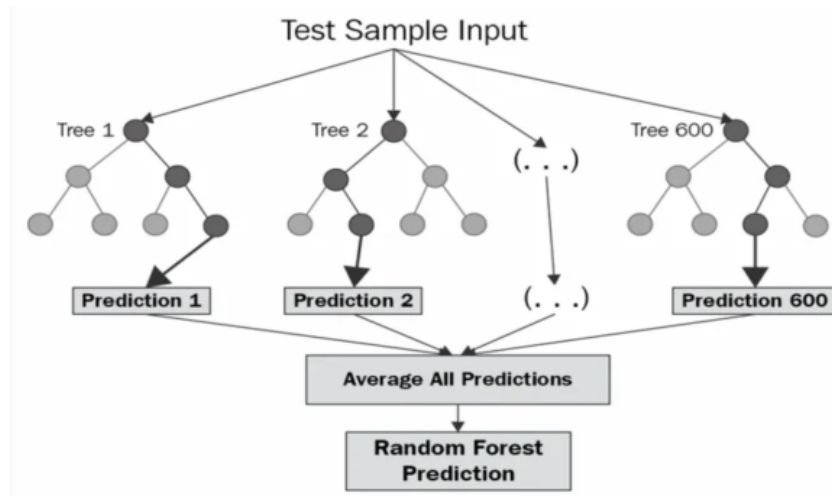 Test Sample Input
Tree 1
Tree 2
(. . .)
Tree 600
Prediction 1
Prediction 2
(. . .)
Prediction 600
Average All Predictions
Random Forest
Prediction